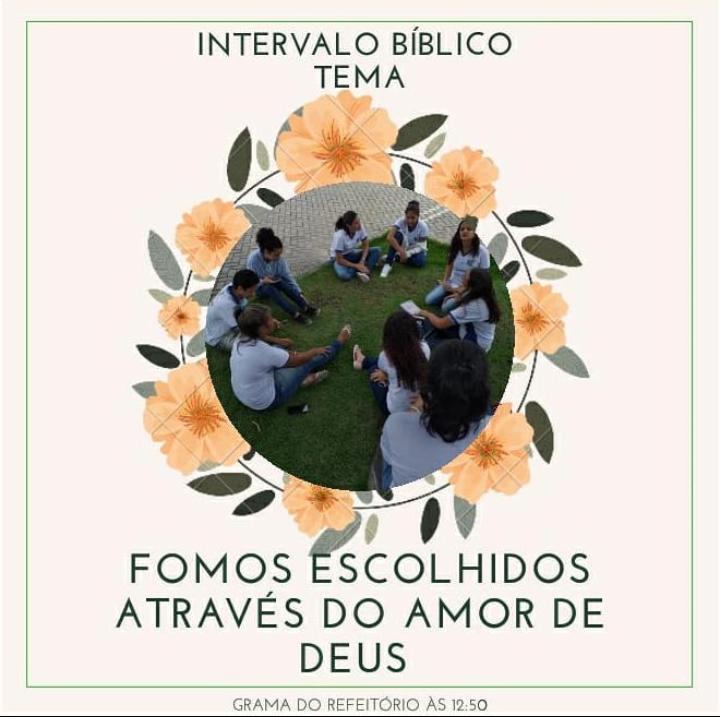 INTERVALO BÍBLICO
TEMA
FOMOS ESCOLHIDOS
ATRAVÉS DO AMOR DE
DEUS
GRAMA DO REFEITÓRIO ÀS 12:50